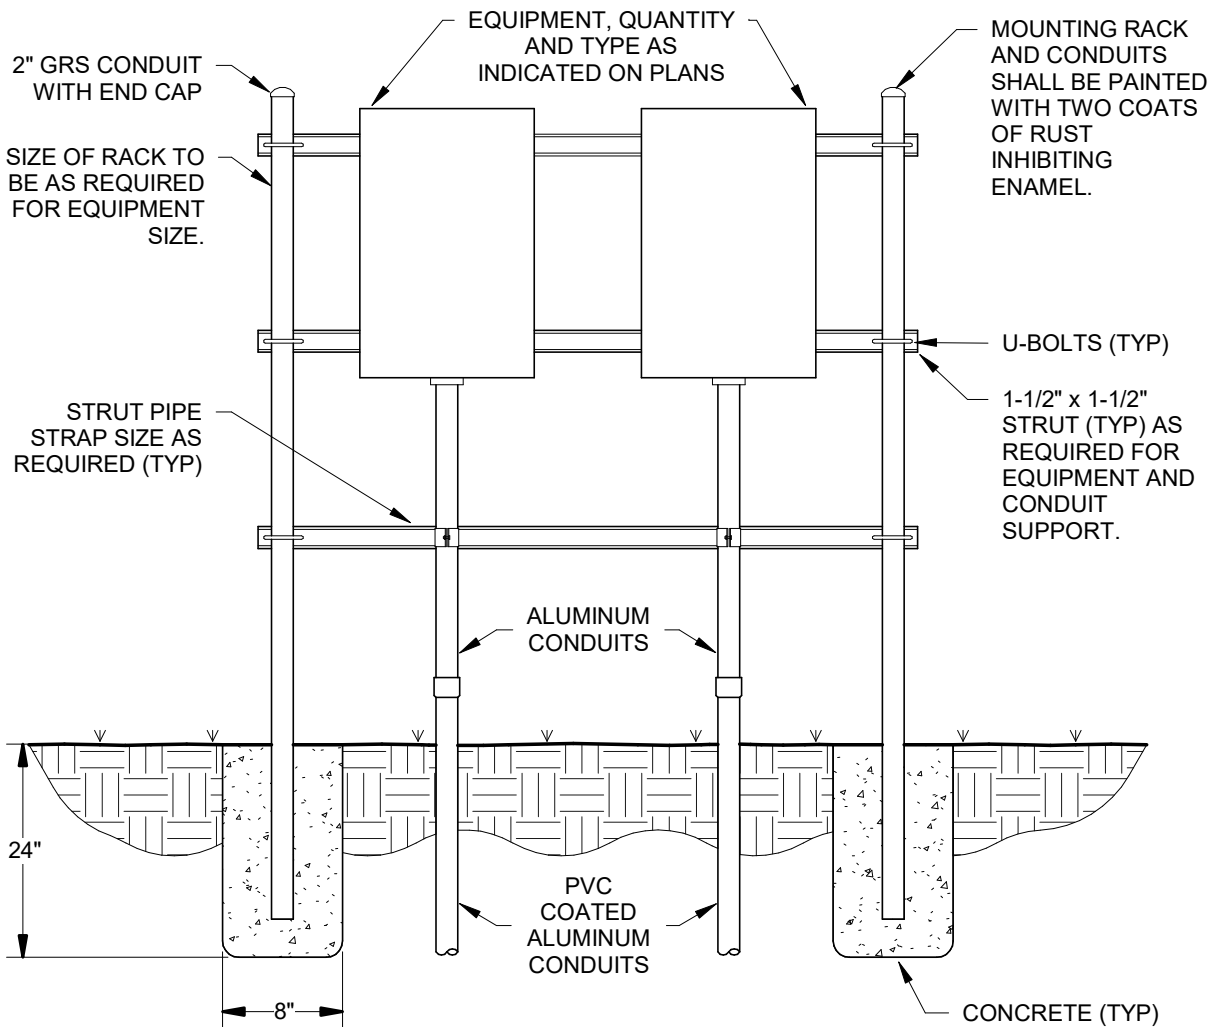 EQUIPMENT, QUANTITY
AND TYPE AS
INDICATED ON PLANS
2" GRS CONDUIT
WITH END CAP
MOUNTING RACK
AND CONDUITS
SHALL BE PAINTED
WITH TWO COATS
OF RUST
INHIBITING
ENAMEL.
SIZE OF RACK TO
BE AS REQUIRED
FOR EQUIPMENT
SIZE.
U-BOLTS (TYP)
1-1/2" x 1-1/2"
STRUT (TYP) AS
REQUIRED FOR
EQUIPMENT AND
CONDUIT
SUPPORT.
STRUT PIPE
STRAP SIZE AS
REQUIRED (TYP)
ALUMINUM
CONDUITS
24"
PVC
COATED
ALUMINUM
CONDUITS
8"
CONCRETE (TYP)